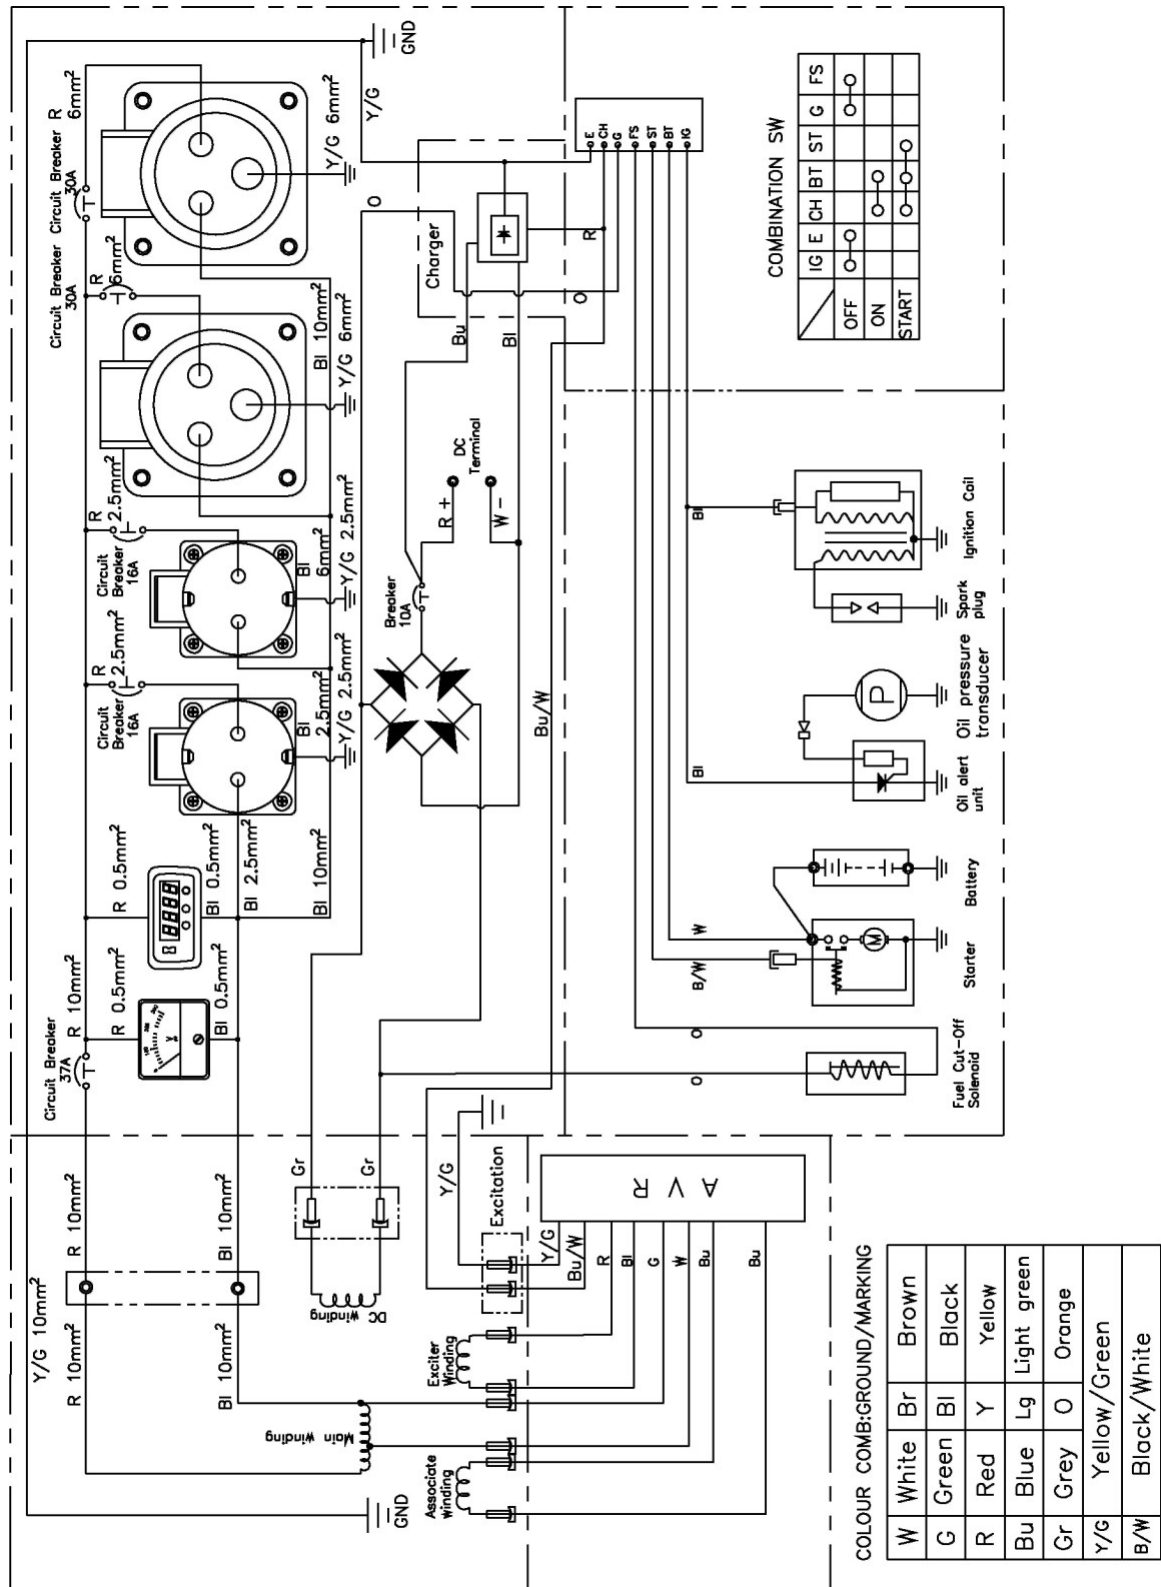 GND
Y/G
Circuit Breaker
30A
R
6mm²
Y/G 6mm²
Circuit Breaker
30A
R
6mm²
Bl 10mm²
Y/G 6mm²
Circuit
Breaker
16A
R
2.5mm²
Bl
6mm²
Y/G 2.5mm²
Circuit
Breaker
16A
R
2.5mm²
Bl
2.5mm²
Y/G 2.5mm²
R 0.5mm²
Bl 0.5mm²
Bl 2.5mm²
Bl 10mm²
R 10mm²
R 0.5mm²
Bl 0.5mm²
V
Circuit Breaker
37A
R 10mm²
Bl 10mm²
Y/G 10mm²
R 10mm²
Bl 10mm²
Main winding
GND
Associate
winding
Exciter
Winding
DC winding
Gr
Gr
Y/G
Excitation
Y/G
Bu/W
R
Bl
G
W
Bu
Bu
AVR
O
Charger
R
O
Bu
Bl
DC
Terminal
R +
W -
Breaker
10A
Bu/W
E
CH
G
FS
ST
BT
IG
COMBINATION SW
IG E CH BT ST G FS
OFF
ON
START
Bl
Ignition Coil
Spark
plug
P
Oil pressure
transducer
Bl
Oil alert
unit
Battery
W
B/W
M
Starter
O
O
Fuel Cut-Off
Solenoid
COLOUR COMB:GROUND/MARKING
W White Br Brown
G Green Bl Black
R Red Y Yellow
Bu Blue Lg Light green
Gr Grey O Orange
Y/G Yellow/Green
B/W Black/White